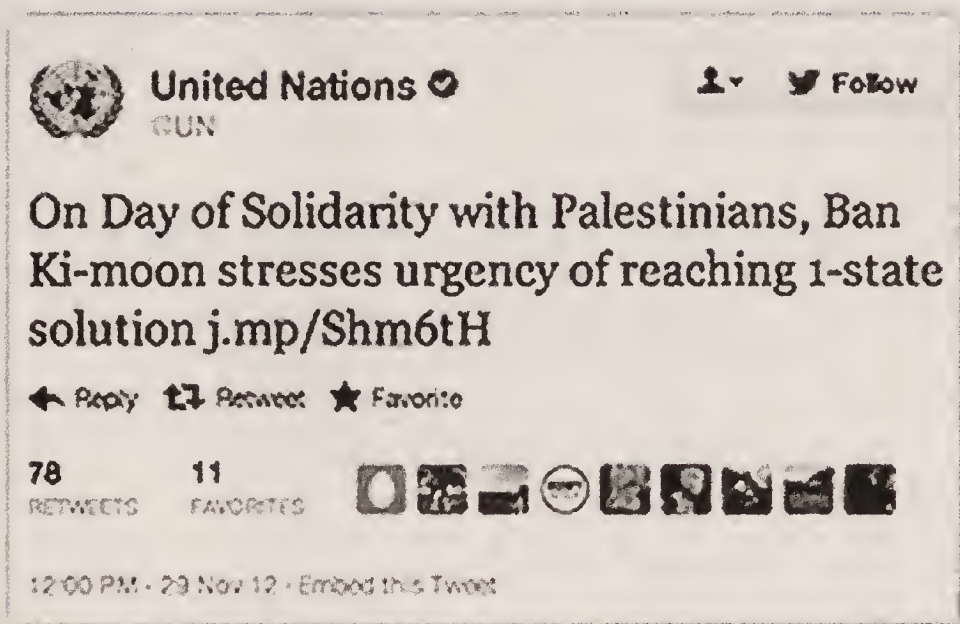 United Nations
@UN
Follow
On Day of Solidarity with Palestinians, Ban
Ki-moon stresses urgency of reaching 1-state
solution j.mp/Shm6tH
Reply Retweet Favorite
78 11
RETWEETS FAVORITES
12:00 PM - 29 Nov 12 · Embed this Tweet